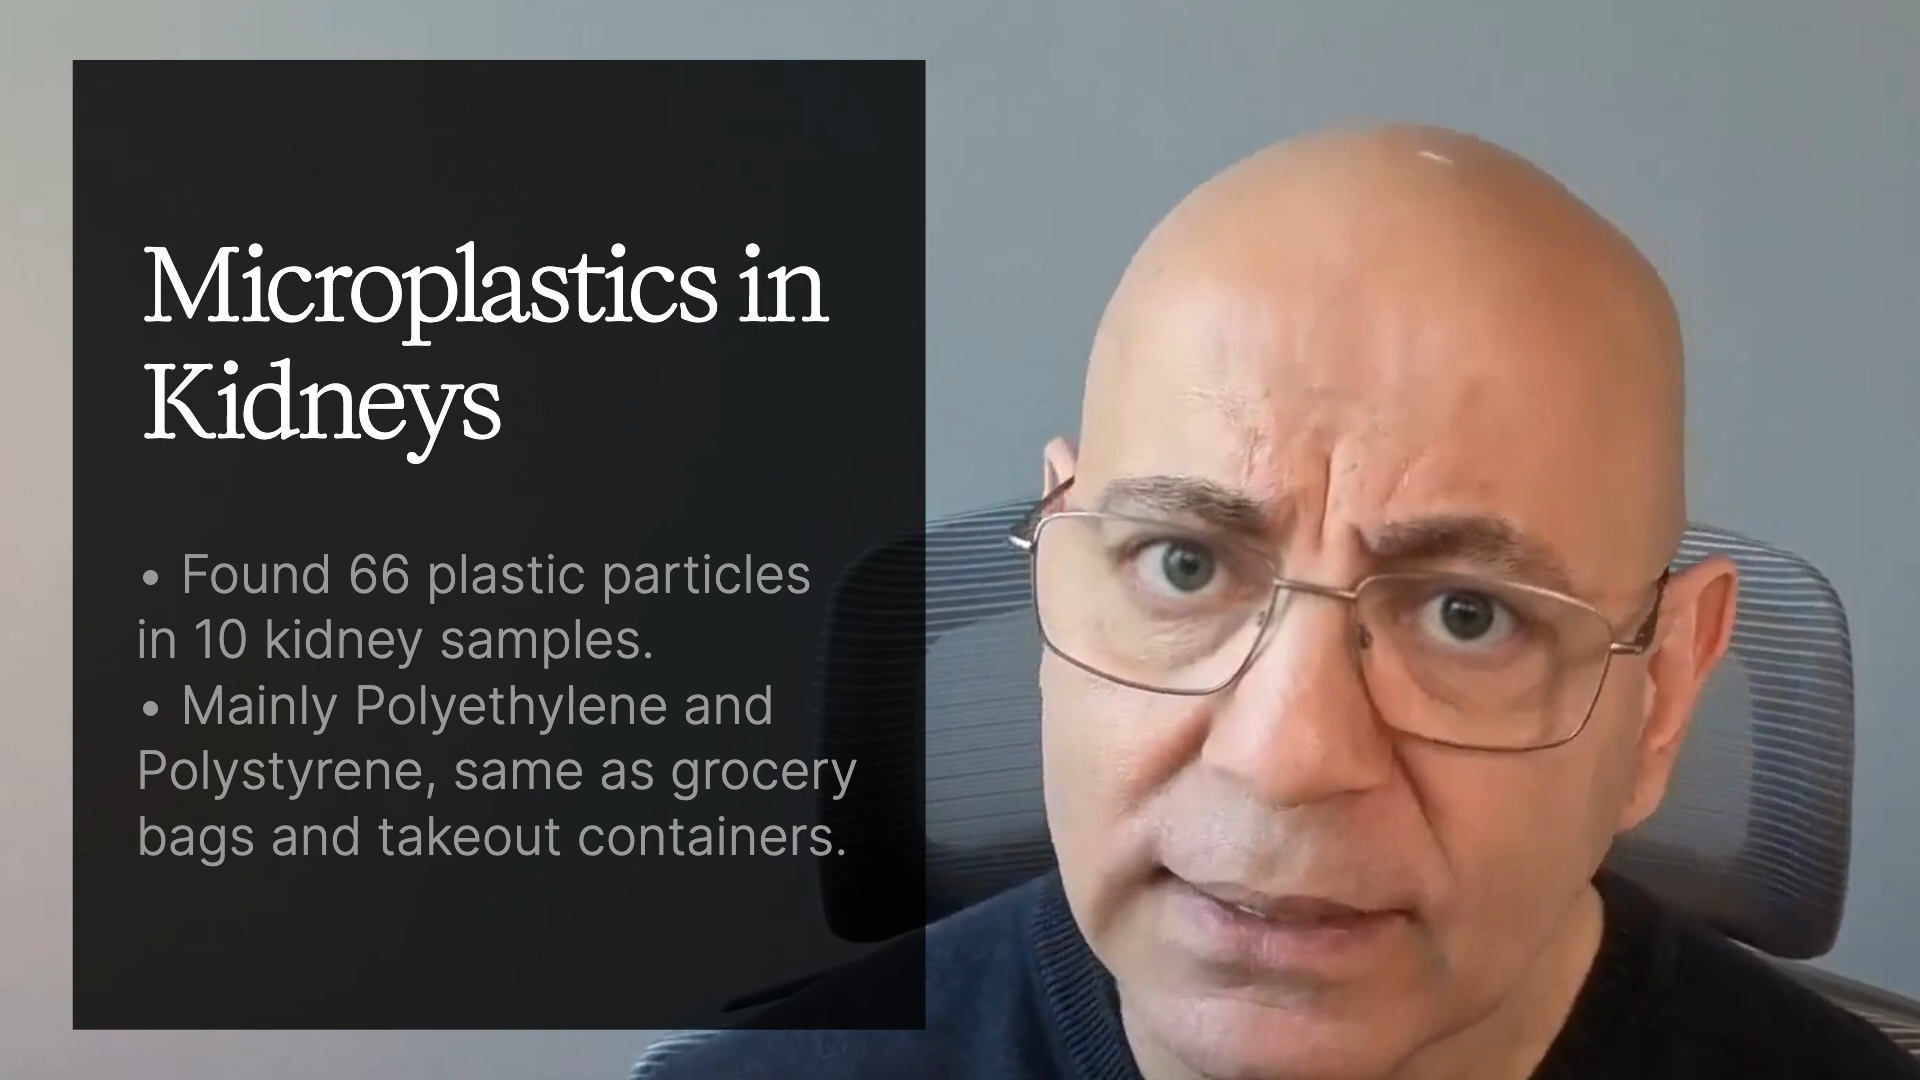 Microplastics in
Kidneys
• Found 66 plastic particles
in 10 kidney samples.
• Mainly Polyethylene and
Polystyrene, same as grocery
bags and takeout containers.